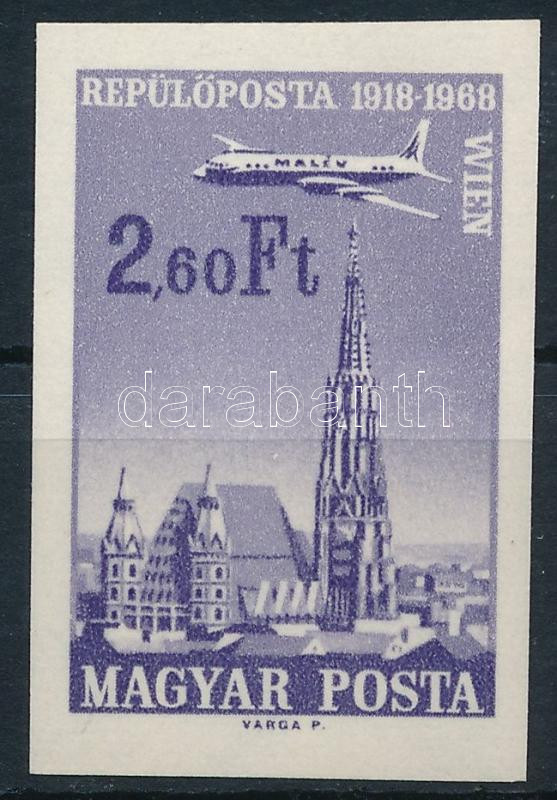 REPÜLŐPOSTA 1918-1968
WIEN
MALÉV
2,60Ft
darabanth
MAGYAR POSTA
VARGA P.